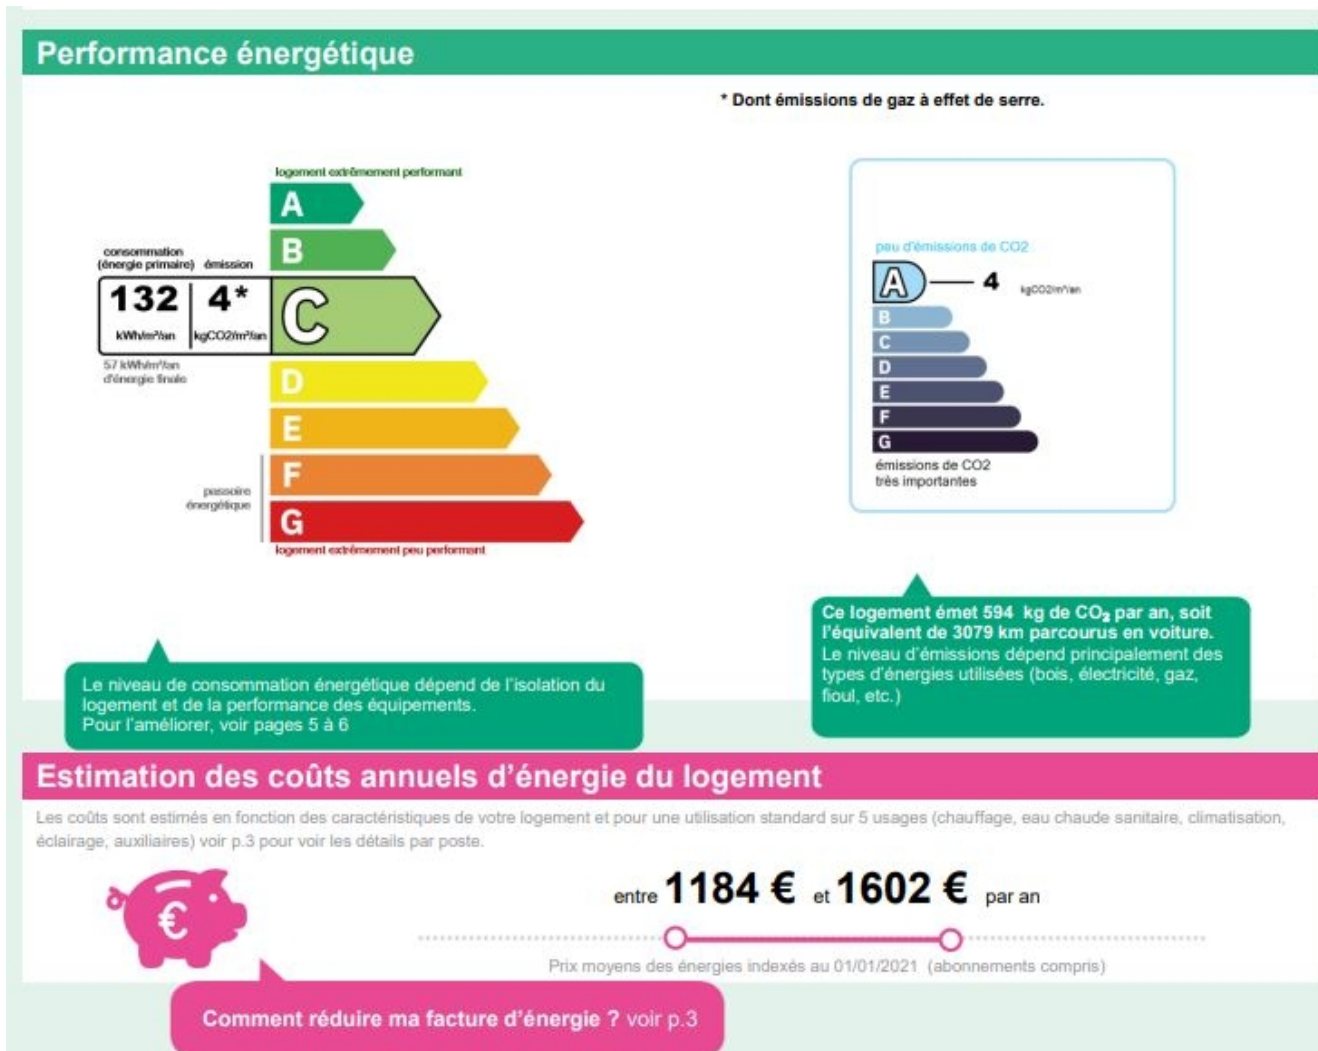 Performance énergétique
* Dont émissions de gaz à effet de serre.
logement extrêmement performant
A
B
consommation
(énergie primaire) émission
132 4*
kWh/m²/an kgCO2/m²/an
C
57 kWh/m²/an
d'énergie finale
D
E
F
passoire
énergétique
G
logement extrêmement peu performant
peu d'émissions de CO2
A 4 kgCO2/m²/an
B
C
D
E
F
G
émissions de CO2
très importantes
Le niveau de consommation énergétique dépend de l'isolation du
logement et de la performance des équipements.
Pour l'améliorer, voir pages 5 à 6
Ce logement émet 594 kg de CO₂ par an, soit
l'équivalent de 3079 km parcourus en voiture.
Le niveau d'émissions dépend principalement des
types d'énergies utilisées (bois, électricité, gaz,
fioul, etc.)
Estimation des coûts annuels d'énergie du logement
Les coûts sont estimés en fonction des caractéristiques de votre logement et pour une utilisation standard sur 5 usages (chauffage, eau chaude sanitaire, climatisation,
éclairage, auxiliaires) voir p.3 pour voir les détails par poste.
€
entre 1184 € et 1602 € par an
Prix moyens des énergies indexés au 01/01/2021 (abonnements compris)
Comment réduire ma facture d'énergie ? voir p.3